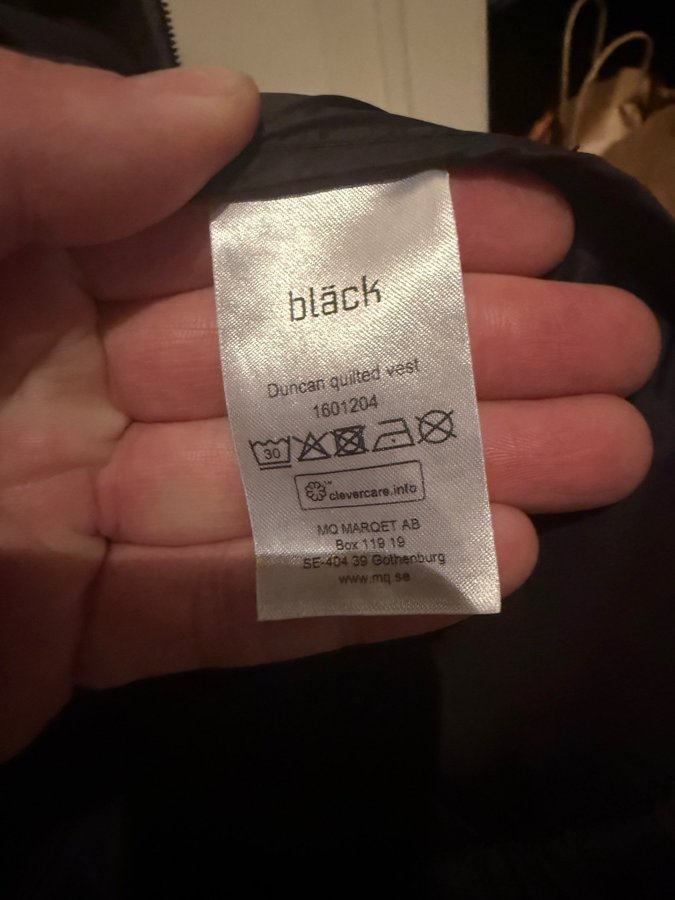 bläck
Duncan quilted vest
1601204
30
clevercare.info
MQ MARQET AB
Box 119 19
SE-404 39 Gothenburg
www.mq.se